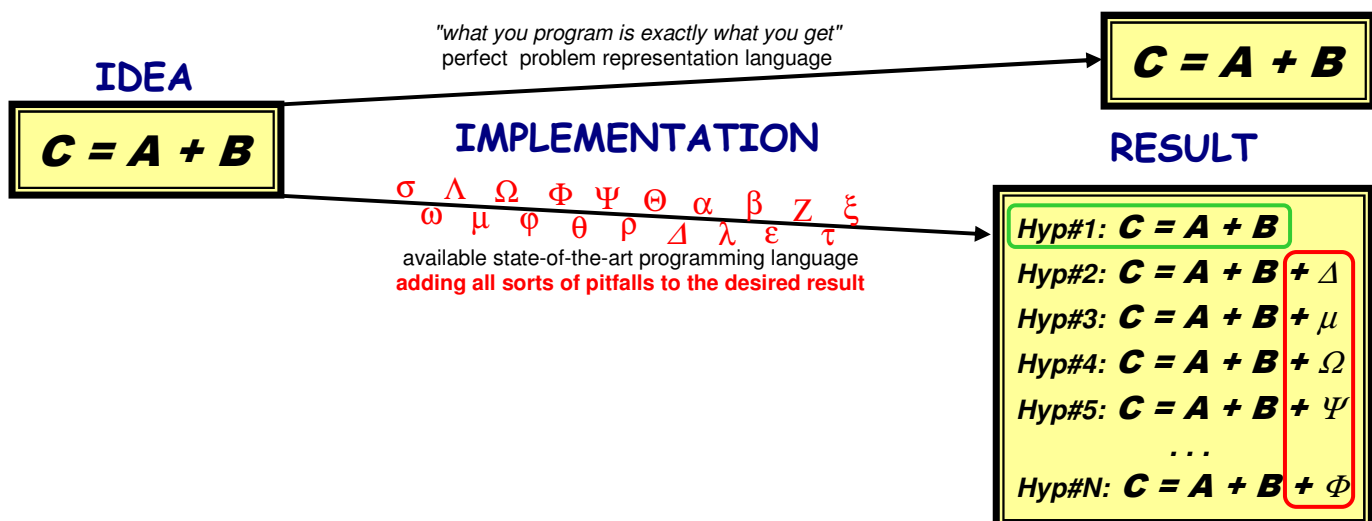 "what you program is exactly what you get"
perfect problem representation language
C = A + B
IDEA
C = A + B
IMPLEMENTATION
RESULT
σ Λ Ω Φ Ψ Θ α β Z ξ
ω μ φ θ ρ Δ λ ε τ
available state-of-the-art programming language
adding all sorts of pitfalls to the desired result
Hyp#1: C = A + B
Hyp#2: C = A + B + Δ
Hyp#3: C = A + B + μ
Hyp#4: C = A + B + Ω
Hyp#5: C = A + B + Ψ
. . .
Hyp#N: C = A + B + Φ